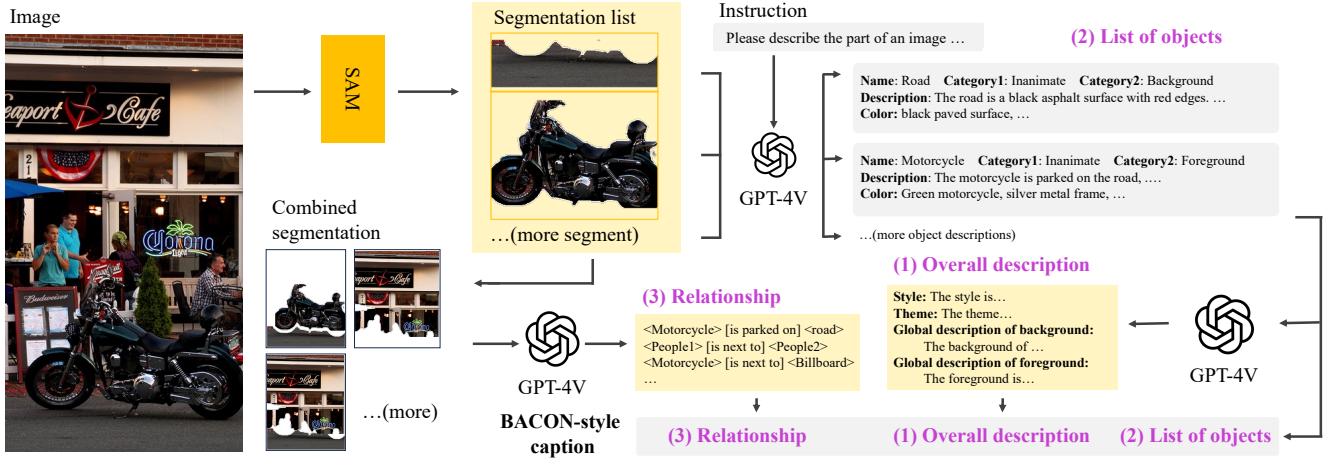 Image
eaport
Cafe
2
1
Corona
Light
Budweiser
SAM
Segmentation list
…(more segment)
Combined
segmentation
…(more)
Instruction
Please describe the part of an image …
GPT-4V
(2) List of objects
Name: Road Category1: Inanimate Category2: Background
Description: The road is a black asphalt surface with red edges. …
Color: black paved surface, …
Name: Motorcycle Category1: Inanimate Category2: Foreground
Description: The motorcycle is parked on the road, ….
Color: Green motorcycle, silver metal frame, …
…(more object descriptions)
(1) Overall description
Style: The style is…
Theme: The theme…
Global description of background:
The background of …
Global description of foreground:
The foreground is…
GPT-4V
(3) Relationship
<Motorcycle> [is parked on] <road>
<People1> [is next to] <People2>
<Motorcycle> [is next to] <Billboard>
…
GPT-4V
BACON-style
caption
(3) Relationship
(1) Overall description
(2) List of objects